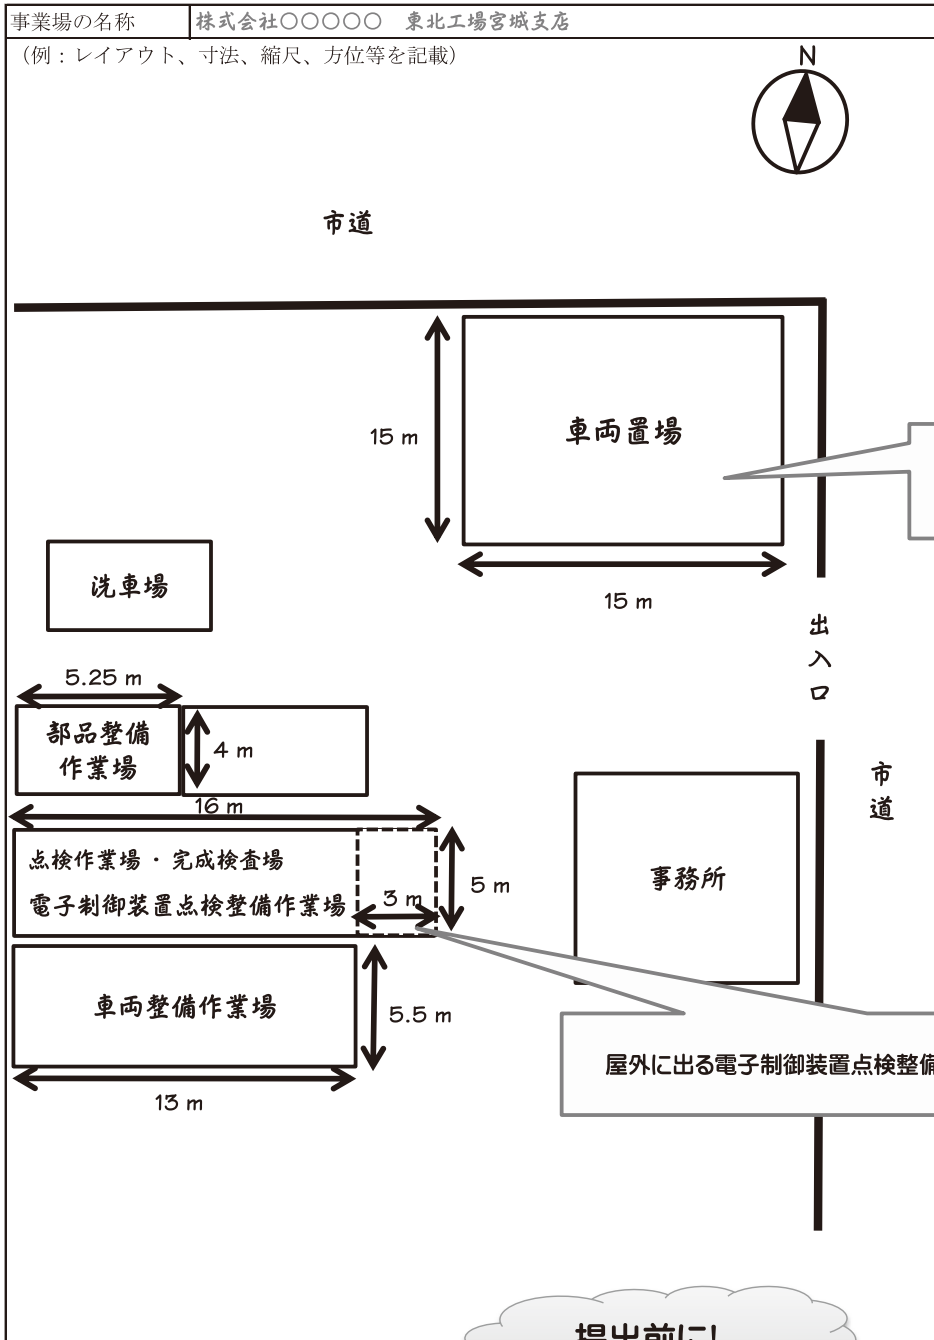 事業場の名称
株式会社○○○○○　東北工場宮城支店
（例：レイアウト、寸法、縮尺、方位等を記載）
N
市道
15 m
車両置場
15 m
洗車場
出入口
5.25 m
部品整備
作業場
4 m
市道
16 m
点検作業場・完成検査場
電子制御装置点検整備作業場
3 m
5 m
事務所
車両整備作業場
5.5 m
屋外に出る電子制御装置点検整
13 m